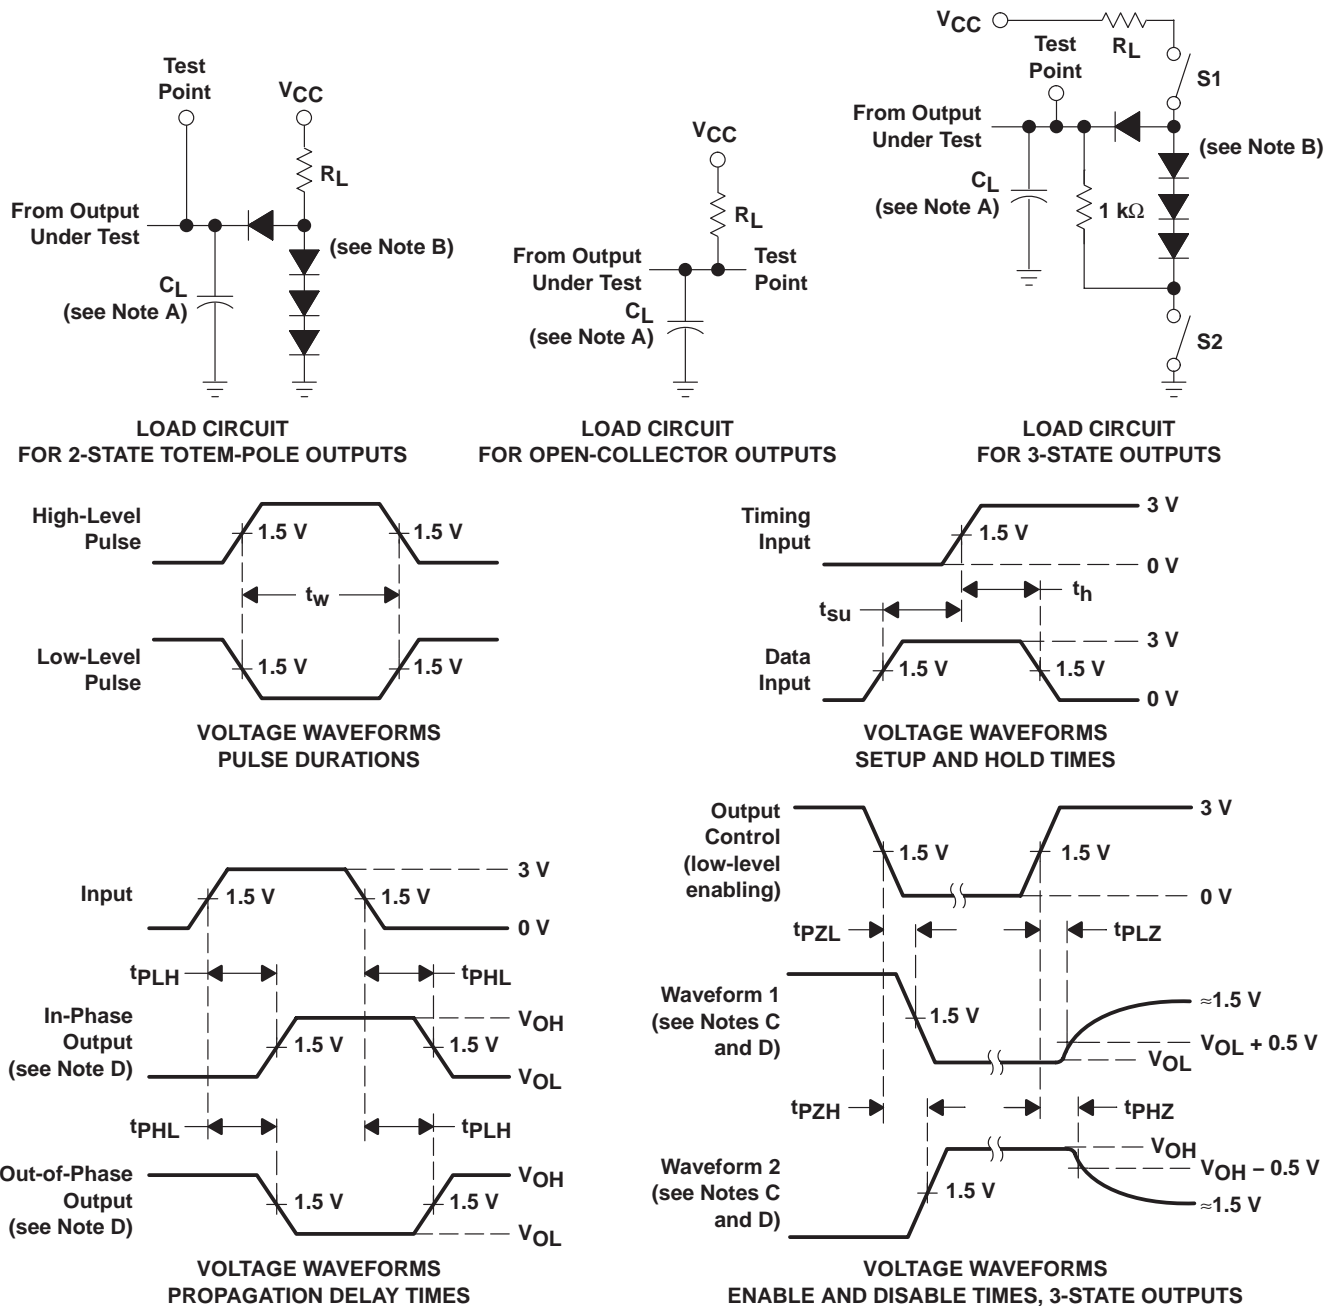 Test
Point
VCC
RL
From Output
Under Test
(see Note B)
CL
(see Note A)
LOAD CIRCUIT
FOR 2-STATE TOTEM-POLE OUTPUTS
VCC
RL
From Output
Under Test
Test
Point
CL
(see Note A)
LOAD CIRCUIT
FOR OPEN-COLLECTOR OUTPUTS
VCC
RL
Test
Point
S1
From Output
Under Test
(see Note B)
CL
(see Note A)
1 kΩ
S2
LOAD CIRCUIT
FOR 3-STATE OUTPUTS
High-Level
Pulse
1.5 V
1.5 V
tw
Low-Level
Pulse
1.5 V
1.5 V
VOLTAGE WAVEFORMS
PULSE DURATIONS
Timing
Input
1.5 V
3 V
0 V
tsu
th
Data
Input
1.5 V
1.5 V
3 V
0 V
VOLTAGE WAVEFORMS
SETUP AND HOLD TIMES
Input
1.5 V
1.5 V
3 V
0 V
tPLH
tPHL
In-Phase
Output
(see Note D)
1.5 V
1.5 V
VOH
VOL
tPHL
tPLH
Out-of-Phase
Output
(see Note D)
1.5 V
1.5 V
VOH
VOL
VOLTAGE WAVEFORMS
PROPAGATION DELAY TIMES
Output
Control
(low-level
enabling)
1.5 V
1.5 V
3 V
0 V
tPZL
tPLZ
Waveform 1
(see Notes C
and D)
1.5 V
≈1.5 V
VOL + 0.5 V
VOL
tPZH
tPHZ
Waveform 2
(see Notes C
and D)
1.5 V
VOH
VOH – 0.5 V
≈1.5 V
VOLTAGE WAVEFORMS
ENABLE AND DISABLE TIMES, 3-STATE OUTPUTS